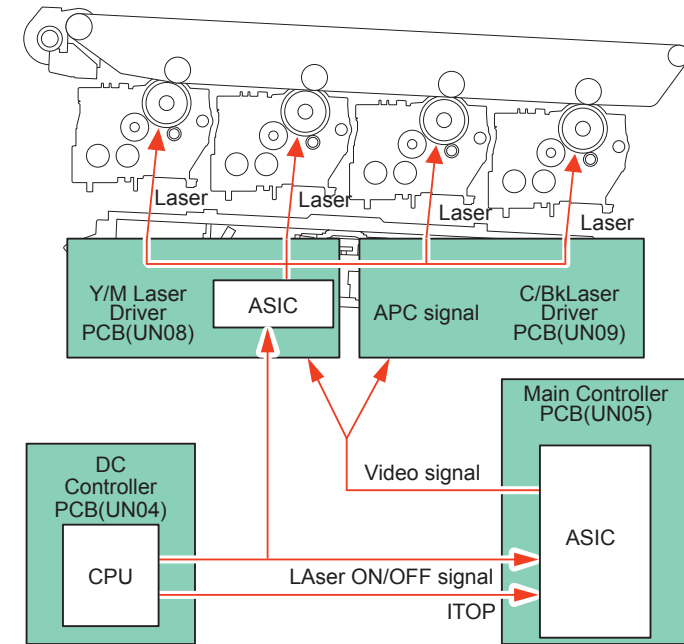 Laser
Laser
Laser
Laser
Y/M Laser
Driver
PCB(UN08)
ASIC
APC signal
C/BkLaser
Driver
PCB(UN09)
Main Controller
PCB(UN05)
DC
Controller
PCB(UN04)
Video signal
ASIC
CPU
LAser ON/OFF signal
ITOP